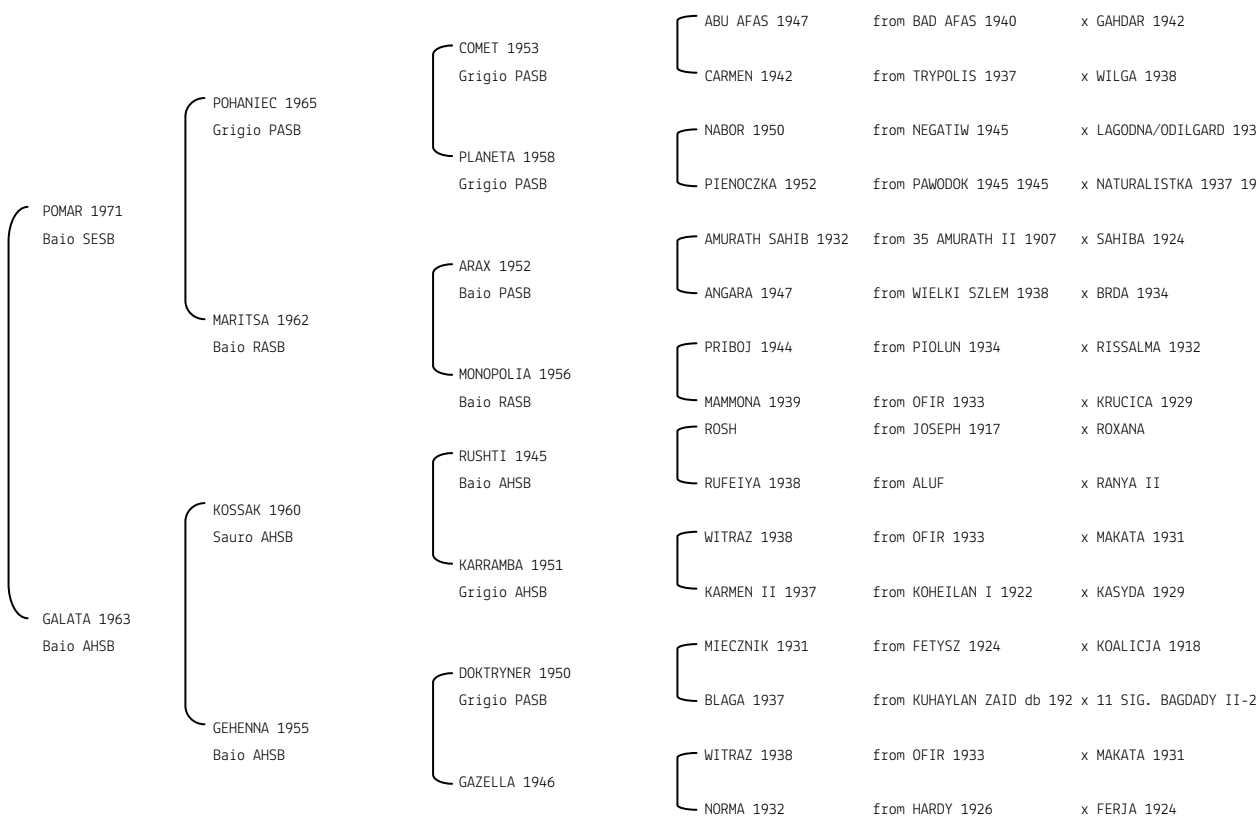 ABU AFAS 1947 from BAD AFAS 1940 x GAHDAR 1942
COMET 1953
Grigio PASB
CARMEN 1942 from TRYPOLIS 1937 x WILGA 1938
POHANIEC 1965
Grigio PASB
NABOR 1950 from NEGATIW 1945 x LAGODNA/ODILGARD 193
PLANETA 1958
Grigio PASB
PIENOCZKA 1952 from PAWODOK 1945 1945 x NATURALISTKA 1937 19
POMAR 1971
Baio SESB
AMURATH SAHIB 1932 from 35 AMURATH II 1907 x SAHIBA 1924
ARAX 1952
Baio PASB
ANGARA 1947 from WIELKI SZLEM 1938 x BRDA 1934
MARITSA 1962
Baio RASB
PRIBOJ 1944 from PIOLUN 1934 x RISSALMA 1932
MONOPOLIA 1956
Baio RASB
MAMMONA 1939 from OFIR 1933 x KRUCICA 1929
ROSH from JOSEPH 1917 x ROXANA
RUSHTI 1945
Baio AHSB
RUFEIYA 1938 from ALUF x RANYA II
KOSSAK 1960
Sauro AHSB
WITRAZ 1938 from OFIR 1933 x MAKATA 1931
KARRAMBA 1951
Grigio AHSB
KARMEN II 1937 from KOHEILAN I 1922 x KASYDA 1929
GALATA 1963
Baio AHSB
MIECZNIK 1931 from FETYSZ 1924 x KOALICJA 1918
DOKTRYNER 1950
Grigio PASB
BLAGA 1937 from KUHAYLAN ZAID db 192 x 11 SIG. BAGDADY II-2
GEHENNA 1955
Baio AHSB
WITRAZ 1938 from OFIR 1933 x MAKATA 1931
GAZELLA 1946
NORMA 1932 from HARDY 1926 x FERJA 1924